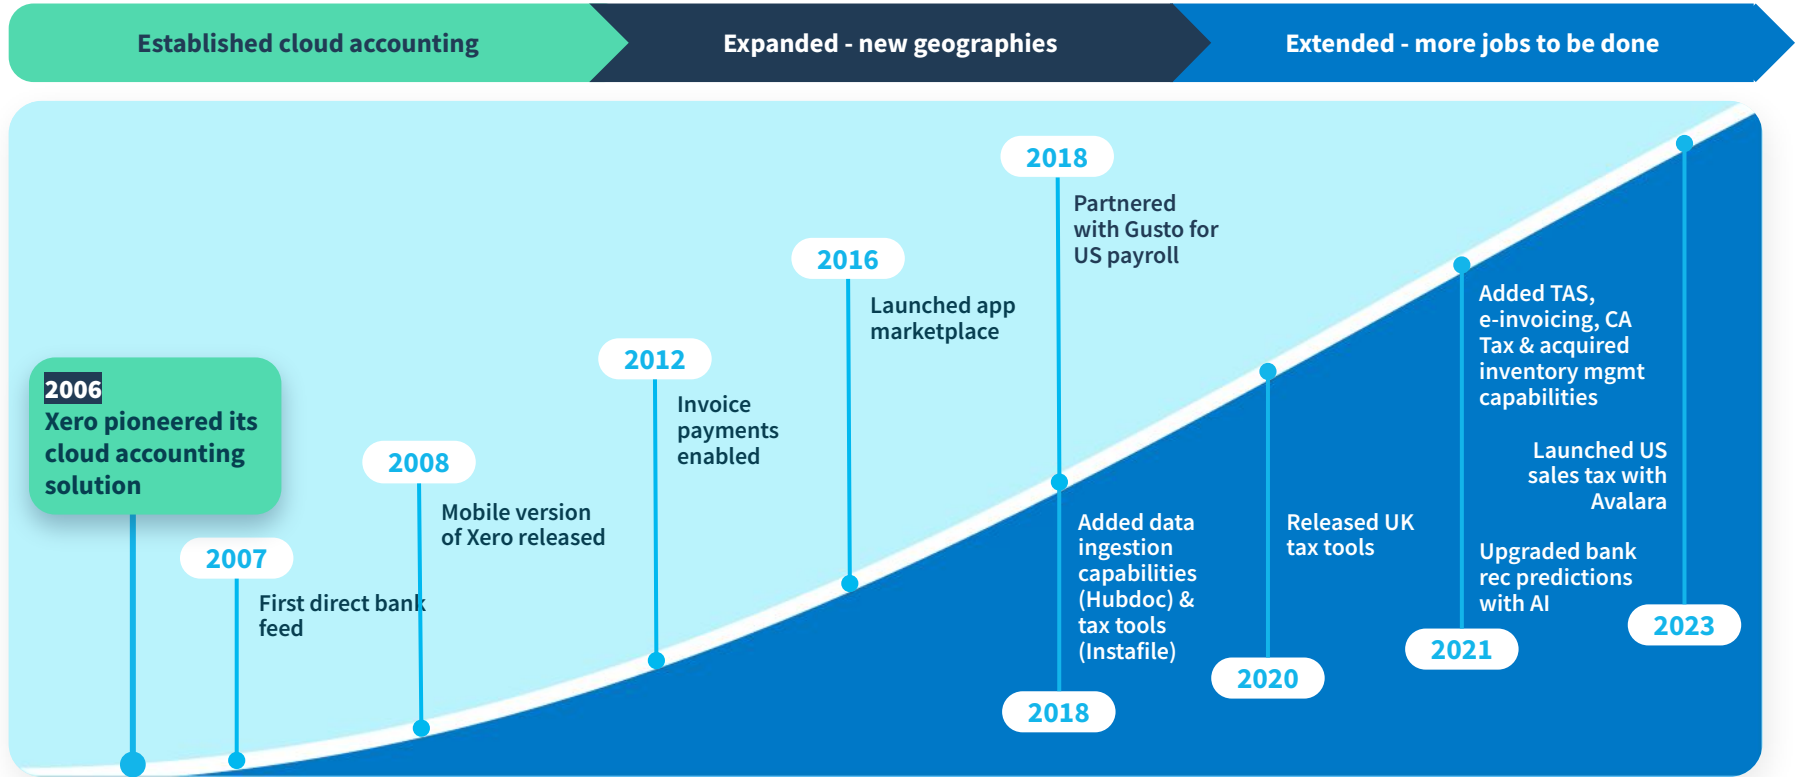 Established cloud accounting
Expanded - new geographies
Extended - more jobs to be done
2006
Xero pioneered its
cloud accounting
solution
2007
First direct bank
feed
2008
Mobile version
of Xero released
2012
Invoice
payments
enabled
2016
Launched app
marketplace
2018
Partnered
with Gusto for
US payroll
Added data
ingestion
capabilities
(Hubdoc) &
tax tools
(Instafile)
2018
Released UK
tax tools
2020
Added TAS,
e-invoicing, CA
Tax & acquired
inventory mgmt
capabilities
Upgraded bank
rec predictions
with AI
2021
Launched US
sales tax with
Avalara
2023